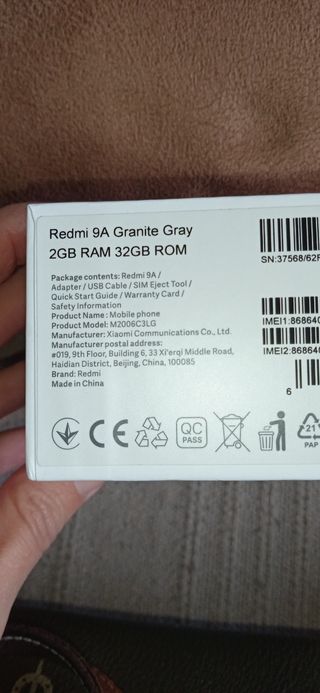 Redmi 9A Granite Gray
2GB RAM 32GB ROM
Package contents: Redmi 9A /
Adapter / USB Cable / SIM Eject Tool /
Quick Start Guide / Warranty Card /
Safety Information
Product Name: Mobile phone
Product Model: M2006C3LG
Manufacturer: Xiaomi Communications Co., Ltd.
Manufacturer postal address:
#019, 9th Floor, Building 6, 33 Xi'erqi Middle Road,
Haidian District, Beijing, China, 100085
Brand: Redmi
Made in China
SN:37568/62F
IMEI1:868640
IMEI2:868640
6
CE
QC
PASS
21
PAP